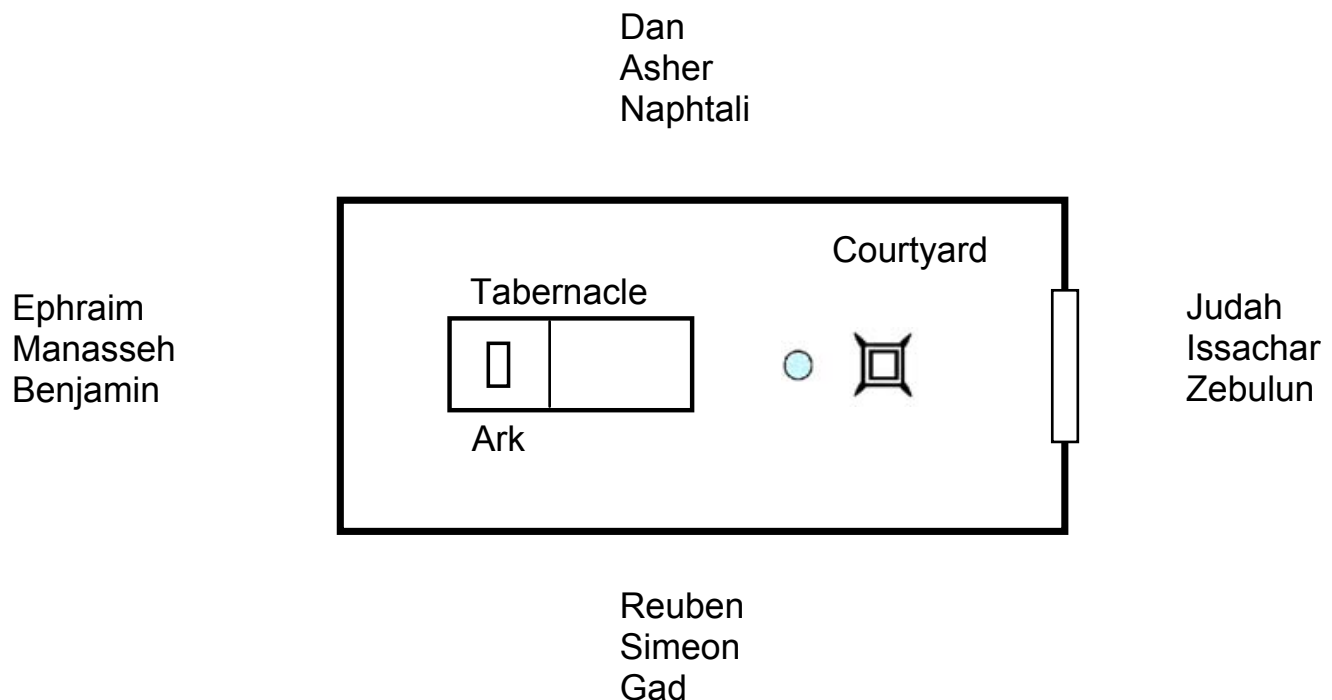 Dan
Asher
Naphtali
Courtyard
Tabernacle
Ephraim
Manasseh
Benjamin
Judah
Issachar
Zebulun
Ark
Reuben
Simeon
Gad